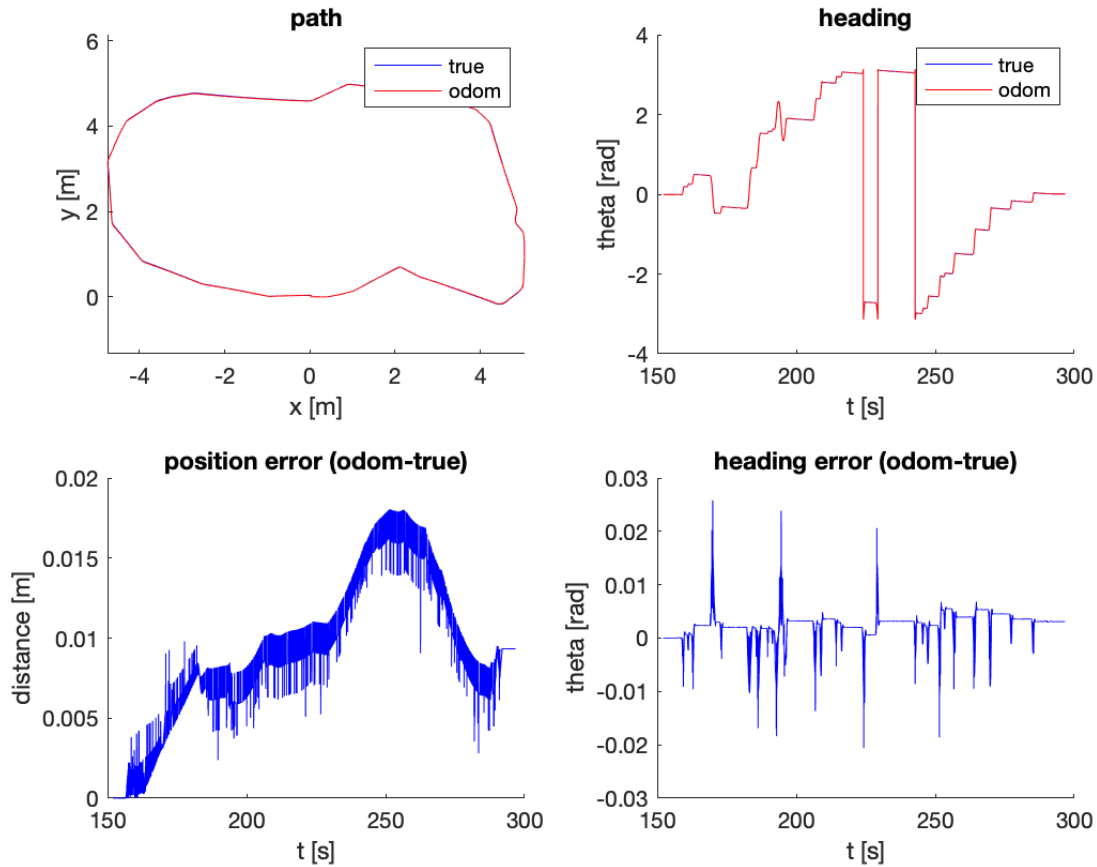 path
6
4
2
0
y [m]
-4
-2
0
2
4
x [m]
true
odom
heading
4
2
0
-2
-4
theta [rad]
150
200
250
300
t [s]
true
odom
position error (odom-true)
0.02
0.015
0.01
0.005
0
distance [m]
150
200
250
300
t [s]
heading error (odom-true)
0.03
0.02
0.01
0
-0.01
-0.02
-0.03
theta [rad]
150
200
250
300
t [s]